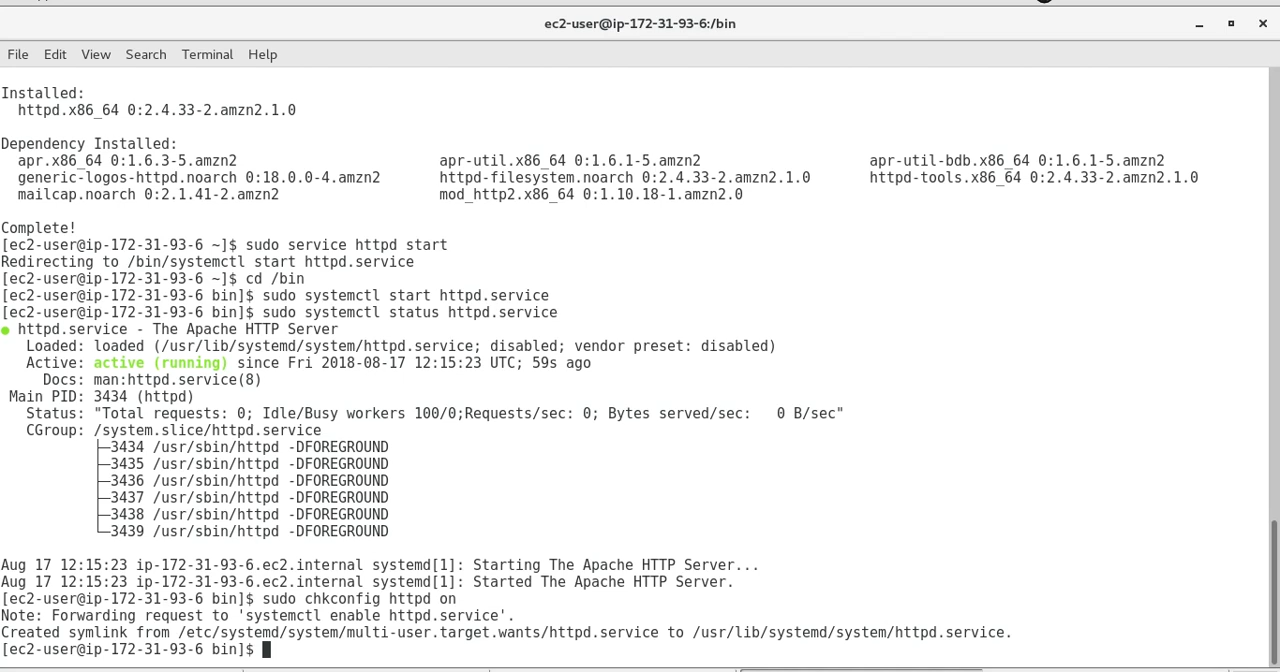 ec2-user@ip-172-31-93-6:/bin
File Edit View Search Terminal Help
Installed:
  httpd.x86_64 0:2.4.33-2.amzn2.1.0
Dependency Installed:
  apr.x86_64 0:1.6.3-5.amzn2 apr-util.x86_64 0:1.6.1-5.amzn2 apr-util-bdb.x86_64 0:1.6.1-5.amzn2
  generic-logos-httpd.noarch 0:18.0.0-4.amzn2 httpd-filesystem.noarch 0:2.4.33-2.amzn2.1.0 httpd-tools.x86_64 0:2.4.33-2.amzn2.1.0
  mailcap.noarch 0:2.1.41-2.amzn2 mod_http2.x86_64 0:1.10.18-1.amzn2.0
Complete!
[ec2-user@ip-172-31-93-6 ~]$ sudo service httpd start
Redirecting to /bin/systemctl start httpd.service
[ec2-user@ip-172-31-93-6 ~]$ cd /bin
[ec2-user@ip-172-31-93-6 bin]$ sudo systemctl start httpd.service
[ec2-user@ip-172-31-93-6 bin]$ sudo systemctl status httpd.service
● httpd.service - The Apache HTTP Server
   Loaded: loaded (/usr/lib/systemd/system/httpd.service; disabled; vendor preset: disabled)
   Active: active (running) since Fri 2018-08-17 12:15:23 UTC; 59s ago
     Docs: man:httpd.service(8)
 Main PID: 3434 (httpd)
   Status: "Total requests: 0; Idle/Busy workers 100/0;Requests/sec: 0; Bytes served/sec:   0 B/sec"
   CGroup: /system.slice/httpd.service
           ├─3434 /usr/sbin/httpd -DFOREGROUND
           ├─3435 /usr/sbin/httpd -DFOREGROUND
           ├─3436 /usr/sbin/httpd -DFOREGROUND
           ├─3437 /usr/sbin/httpd -DFOREGROUND
           ├─3438 /usr/sbin/httpd -DFOREGROUND
           └─3439 /usr/sbin/httpd -DFOREGROUND
Aug 17 12:15:23 ip-172-31-93-6.ec2.internal systemd[1]: Starting The Apache HTTP Server...
Aug 17 12:15:23 ip-172-31-93-6.ec2.internal systemd[1]: Started The Apache HTTP Server.
[ec2-user@ip-172-31-93-6 bin]$ sudo chkconfig httpd on
Note: Forwarding request to 'systemctl enable httpd.service'.
Created symlink from /etc/systemd/system/multi-user.target.wants/httpd.service to /usr/lib/systemd/system/httpd.service.
[ec2-user@ip-172-31-93-6 bin]$